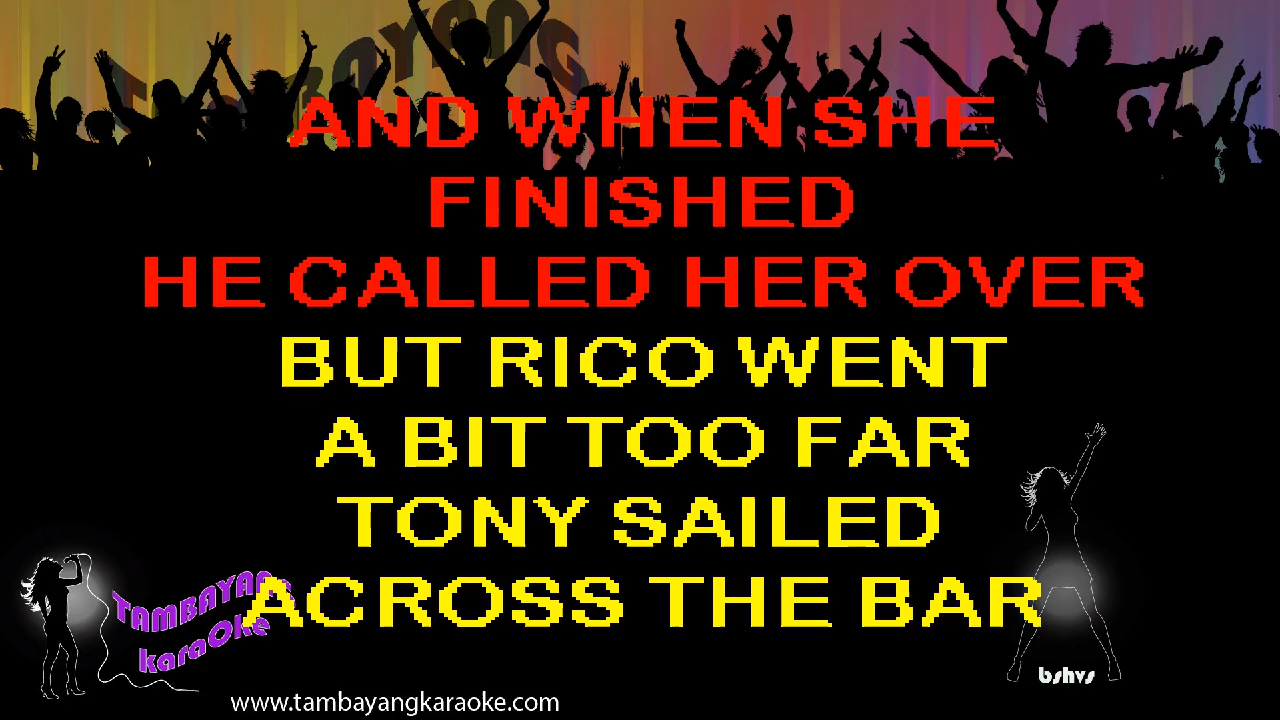 TAMBAYANG
AND WHEN SHE
FINISHED
HE CALLED HER OVER
BUT RICO WENT
A BIT TOO FAR
TONY SAILED
ACROSS THE BAR
TAMBAYANG
karaOke
bshvs
www.tambayangkaraoke.com